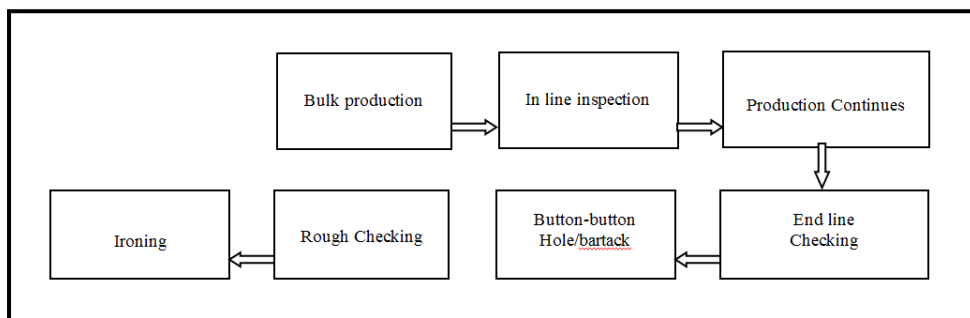 Bulk production
In line inspection
Production Continues
Ironing
Rough Checking
Button-button
Hole/bartack
End line
Checking